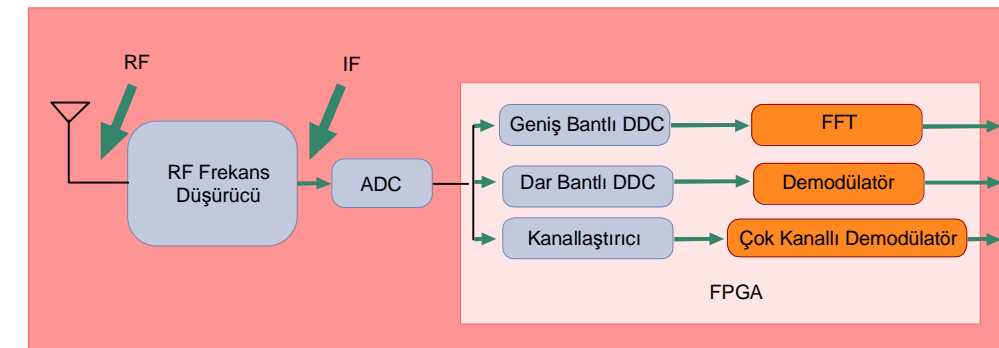 RF
IF
RF Frekans
Düşürücü
ADC
Geniş Bantlı DDC
FFT
Dar Bantlı DDC
Demodülatör
Kanallaştırıcı
Çok Kanallı Demodülatör
FPGA